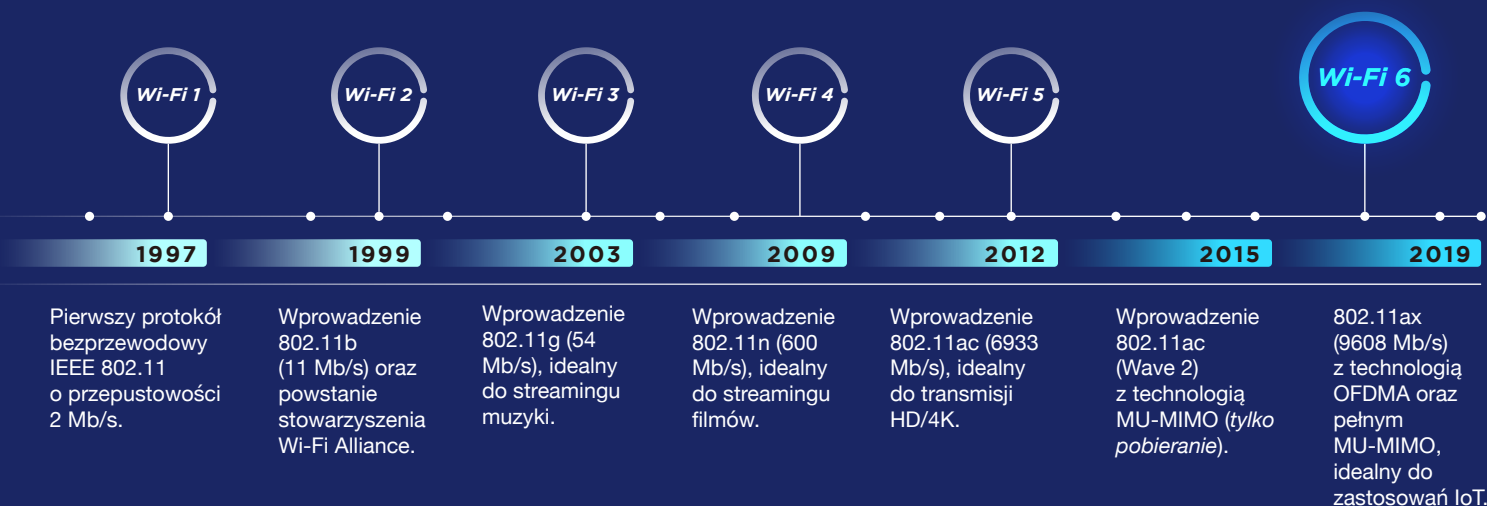 Wi-Fi 1
Wi-Fi 2
Wi-Fi 3
Wi-Fi 4
Wi-Fi 5
Wi-Fi 6
1997
1999
2003
2009
2012
2015
2019
Pierwszy protokół
bezprzewodowy
IEEE 802.11
o przepustowości
2 Mb/s.
Wprowadzenie
802.11b
(11 Mb/s) oraz
powstanie
stowarzyszenia
Wi-Fi Alliance.
Wprowadzenie
802.11g (54
Mb/s), idealny
do streamingu
muzyki.
Wprowadzenie
802.11n (600
Mb/s), idealny
do streamingu
filmów.
Wprowadzenie
802.11ac (6933
Mb/s), idealny
do transmisji
HD/4K.
Wprowadzenie
802.11ac
(Wave 2)
z technologią
MU-MIMO (tylko
pobieranie).
802.11ax
(9608 Mb/s)
z technologią
OFDMA oraz
pełnym
MU-MIMO,
idealny do
zastosowań IoT.